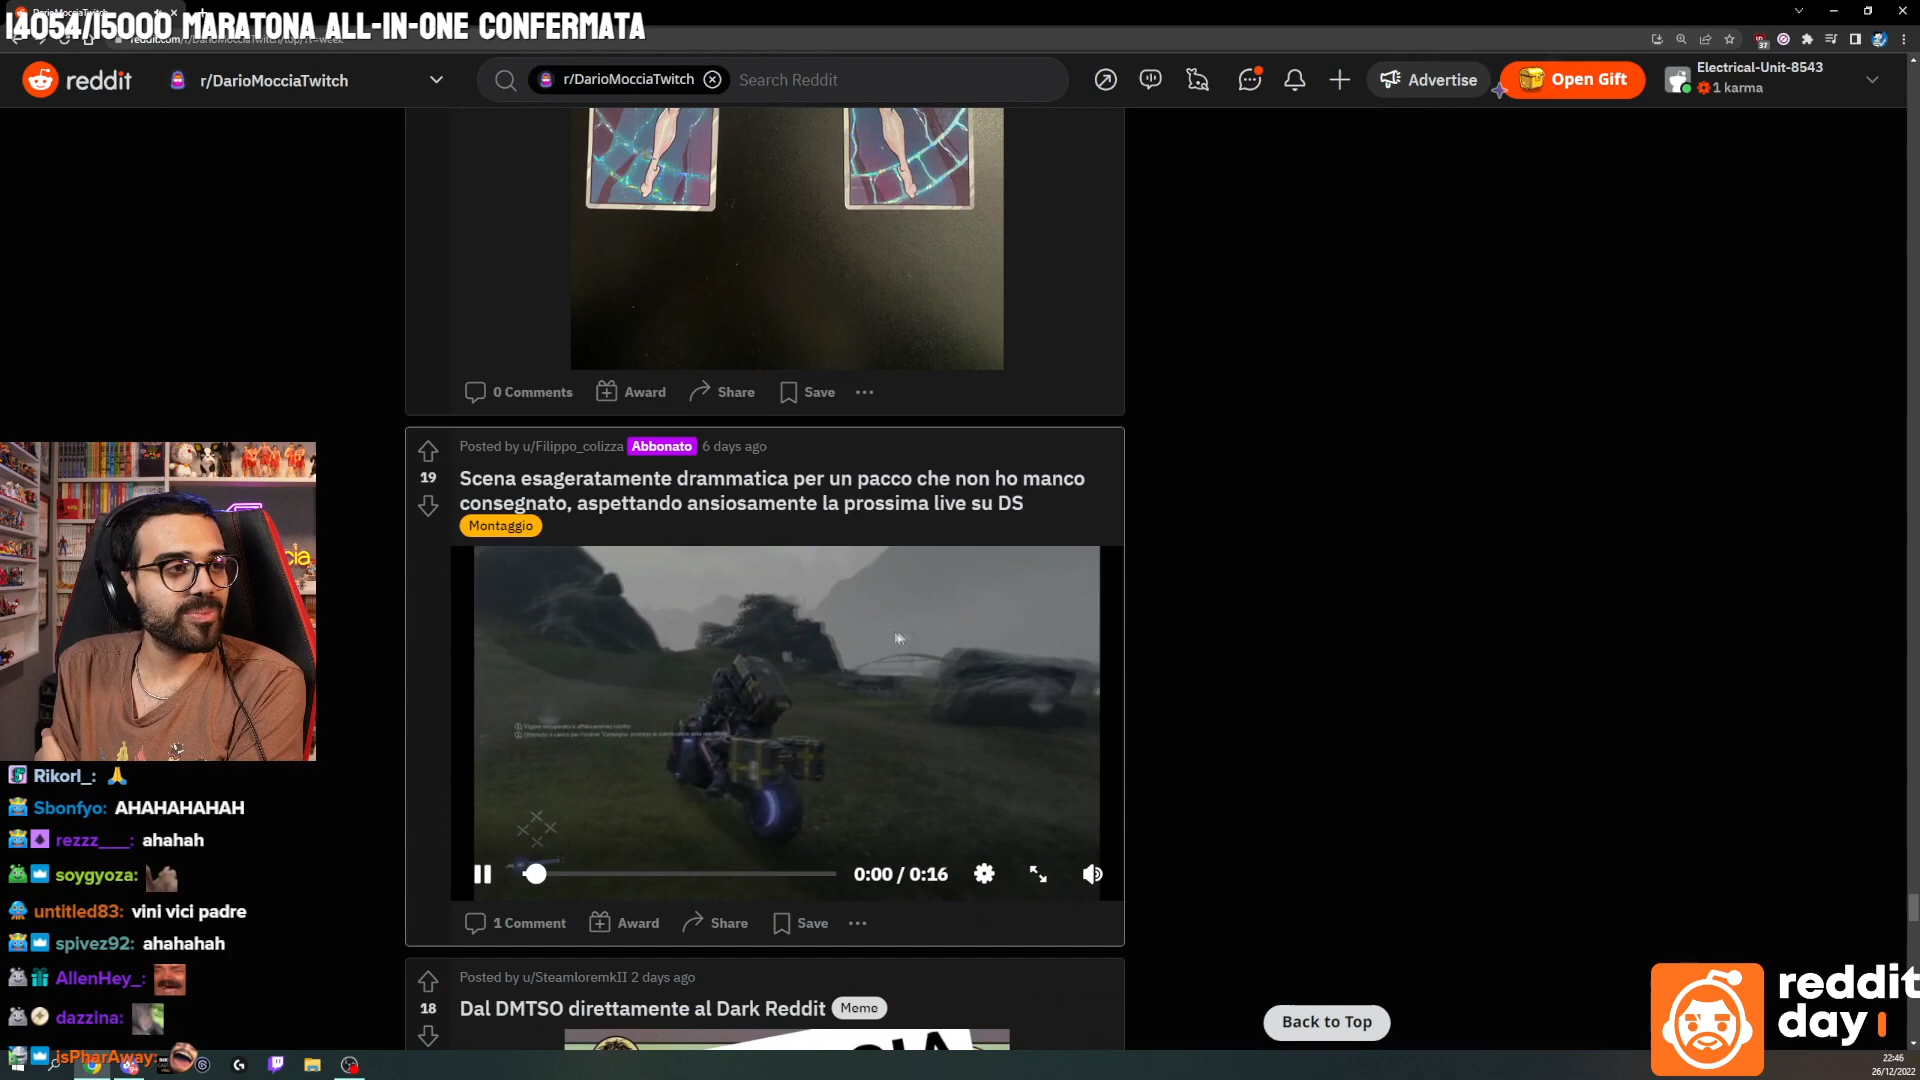 14054/15000 MARATONA ALL-IN-ONE CONFERMATA
reddit
r/DarioMocciaTwitch
r/DarioMocciaTwitch
Search Reddit
37
Advertise
Open Gift
Electrical-Unit-8543
1 karma
0 Comments
Award
Share
Save
Posted by u/Filippo_colizza
Abbonato
6 days ago
19
Scena esageratamente drammatica per un pacco che non ho manco
consegnato, aspettando ansiosamente la prossima live su DS
Montaggio
0:00 / 0:16
1 Comment
Award
Share
Save
RikorI_:
Sbonfyo: AHAHAHAHAH
rezzz___: ahahah
soygyoza:
untitled83: vini vici padre
spivez92: ahahahah
AllenHey_:
dazzina:
isPharAway:
Posted by u/SteamloremkII 2 days ago
18
Dal DMTSO direttamente al Dark Reddit
Meme
Back to Top
reddit
day
22:46
26/12/2022